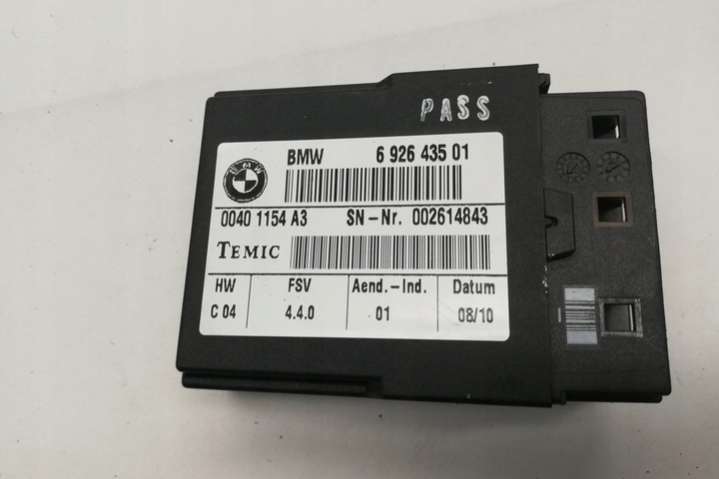 PASS
BMW 6 926 435 01
0040 1154 A3 SN-Nr. 002614843
TEMIC
HW FSV Aend.-Ind. Datum
C 04 4.4.0 01 08/10